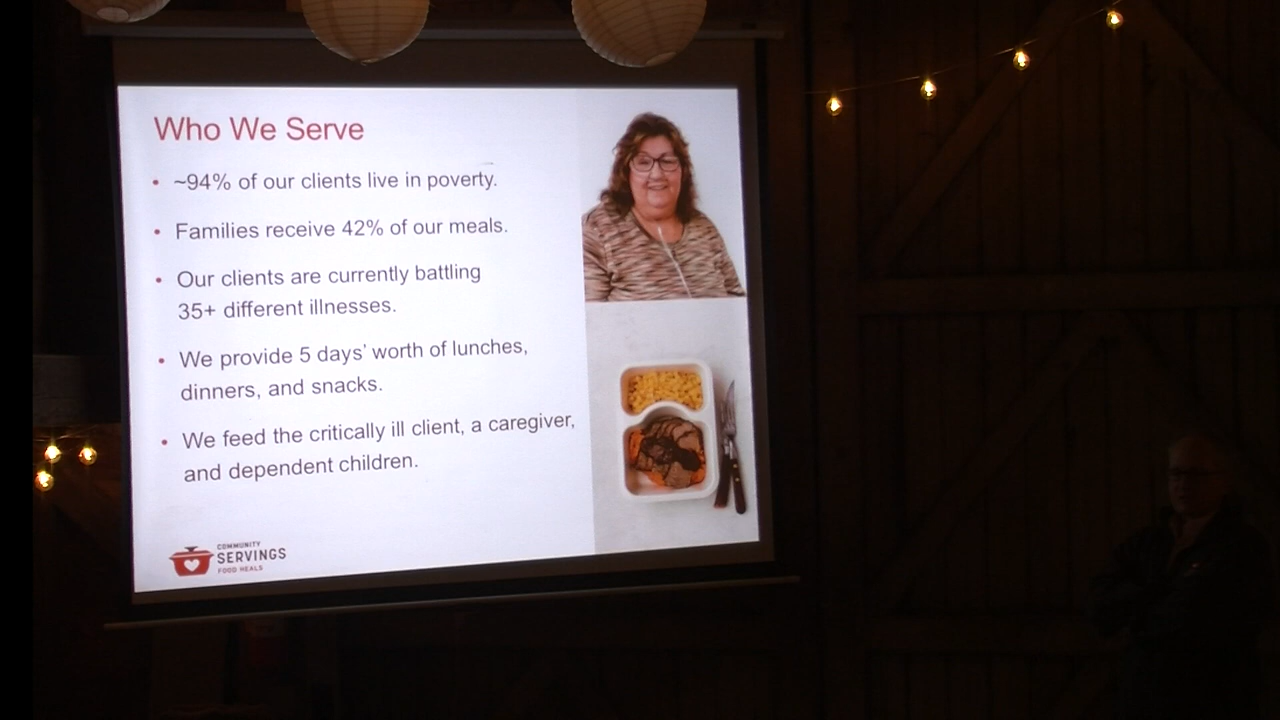 Who We Serve
• ~94% of our clients live in poverty.
• Families receive 42% of our meals.
• Our clients are currently battling
35+ different illnesses.
• We provide 5 days’ worth of lunches,
dinners, and snacks.
• We feed the critically ill client, a caregiver,
and dependent children.
COMMUNITY
SERVINGS
FOOD HEALS